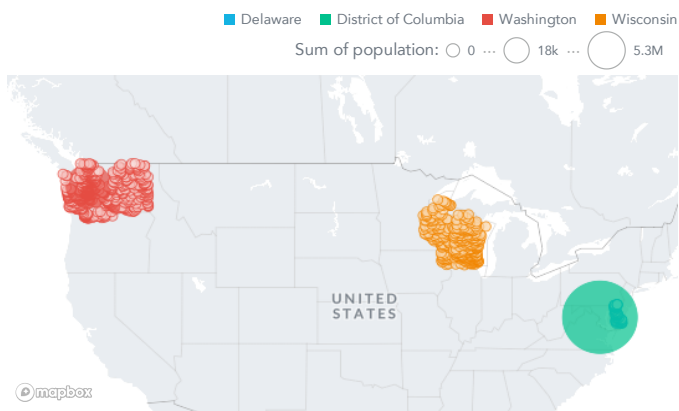 Delaware District of Columbia Washington Wisconsin
Sum of population: 0 ... 18k ... 5.3M
UNITED
STATES
mapbox